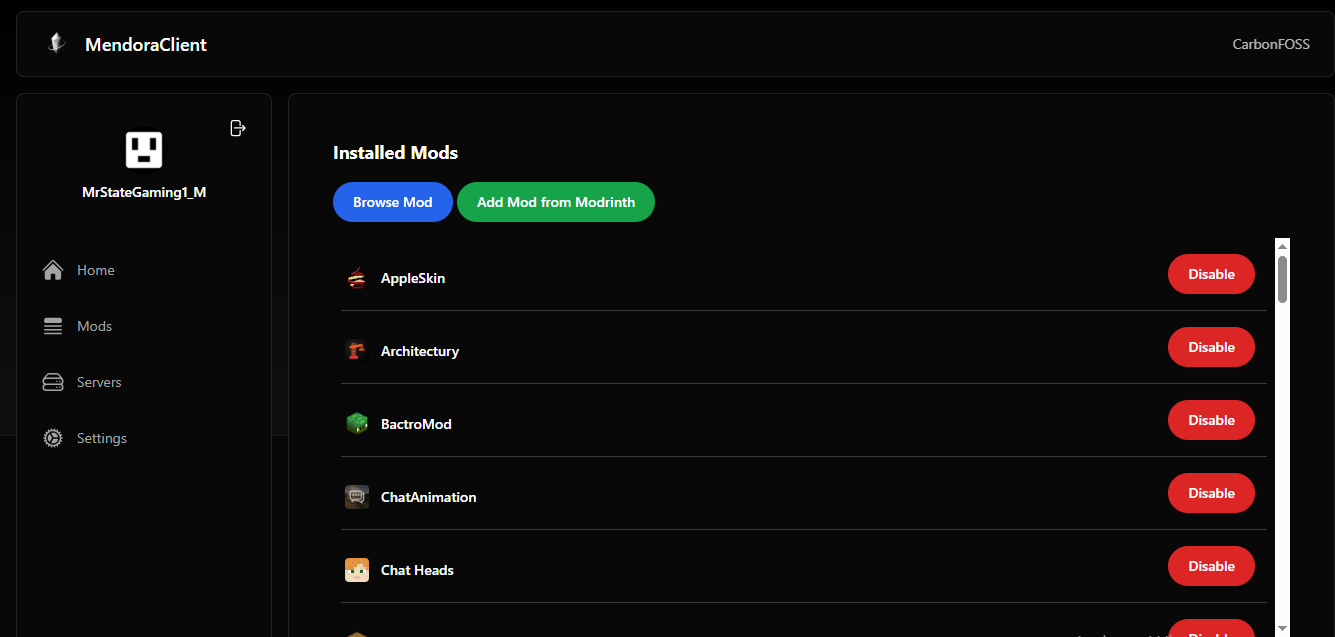 MendoraClient
CarbonFOSS
MrStateGaming1_M
Home
Mods
Servers
Settings
Installed Mods
Browse Mod
Add Mod from Modrinth
AppleSkin
Disable
Architectury
Disable
BactroMod
Disable
ChatAnimation
Disable
Chat Heads
Disable